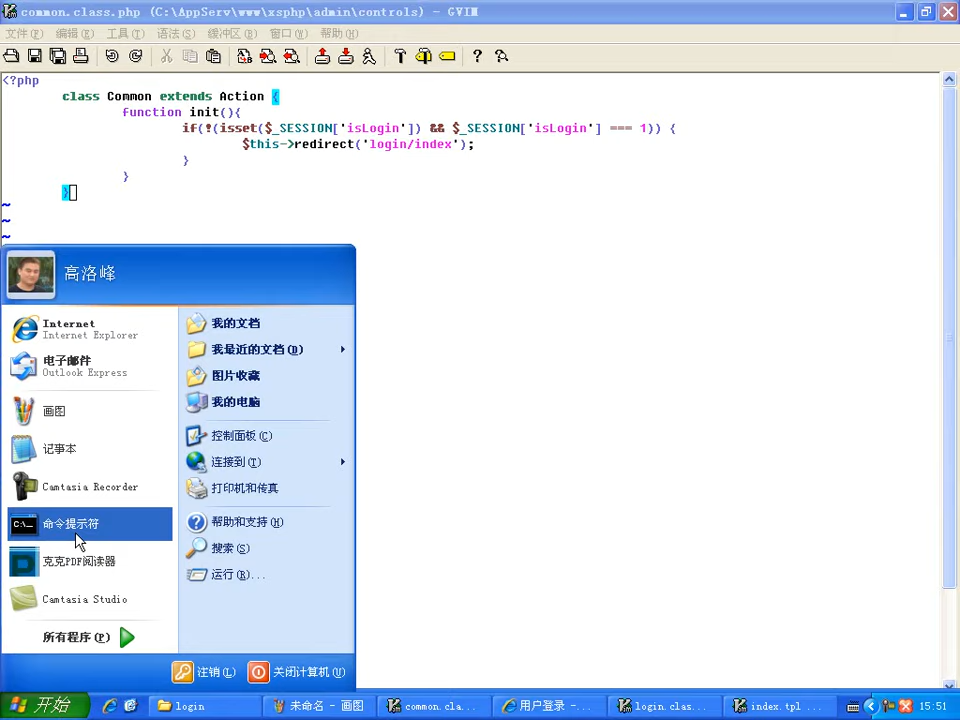 common.class.php (C:\AppServ\www\xsphp\admin\controls) - GVIM
文件(F) 编辑(E) 工具(T) 语法(S) 缓冲区(B) 窗口(W) 帮助(H)
<?php
class Common extends Action {
function init(){
if(!(isset($_SESSION['isLogin']) && $_SESSION['isLogin'] === 1)) {
$this->redirect('login/index');
}
}
}
~
~
~
高洛峰
Internet
Internet Explorer
电子邮件
Outlook Express
画图
记事本
Camtasia Recorder
命令提示符
克克PDF阅读器
Camtasia Studio
所有程序(P)
我的文档
我最近的文档(D)
图片收藏
我的电脑
控制面板(C)
连接到(T)
打印机和传真
帮助和支持(H)
搜索(S)
运行(R)...
注销(L)
关闭计算机(U)
开始
login
未命名 - 画图
common.cla...
用户登录 -...
login.clas...
index.tpl ...
15:51